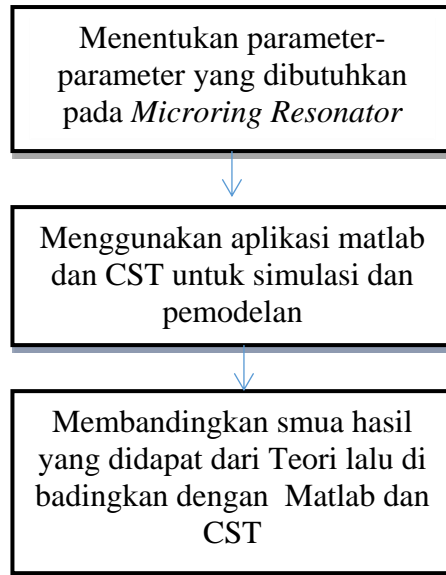 Menentukan parameter-
parameter yang dibutuhkan
pada Microring Resonator
Menggunakan aplikasi matlab
dan CST untuk simulasi dan
pemodelan
Membandingkan smua hasil
yang didapat dari Teori lalu di
badingkan dengan Matlab dan
CST